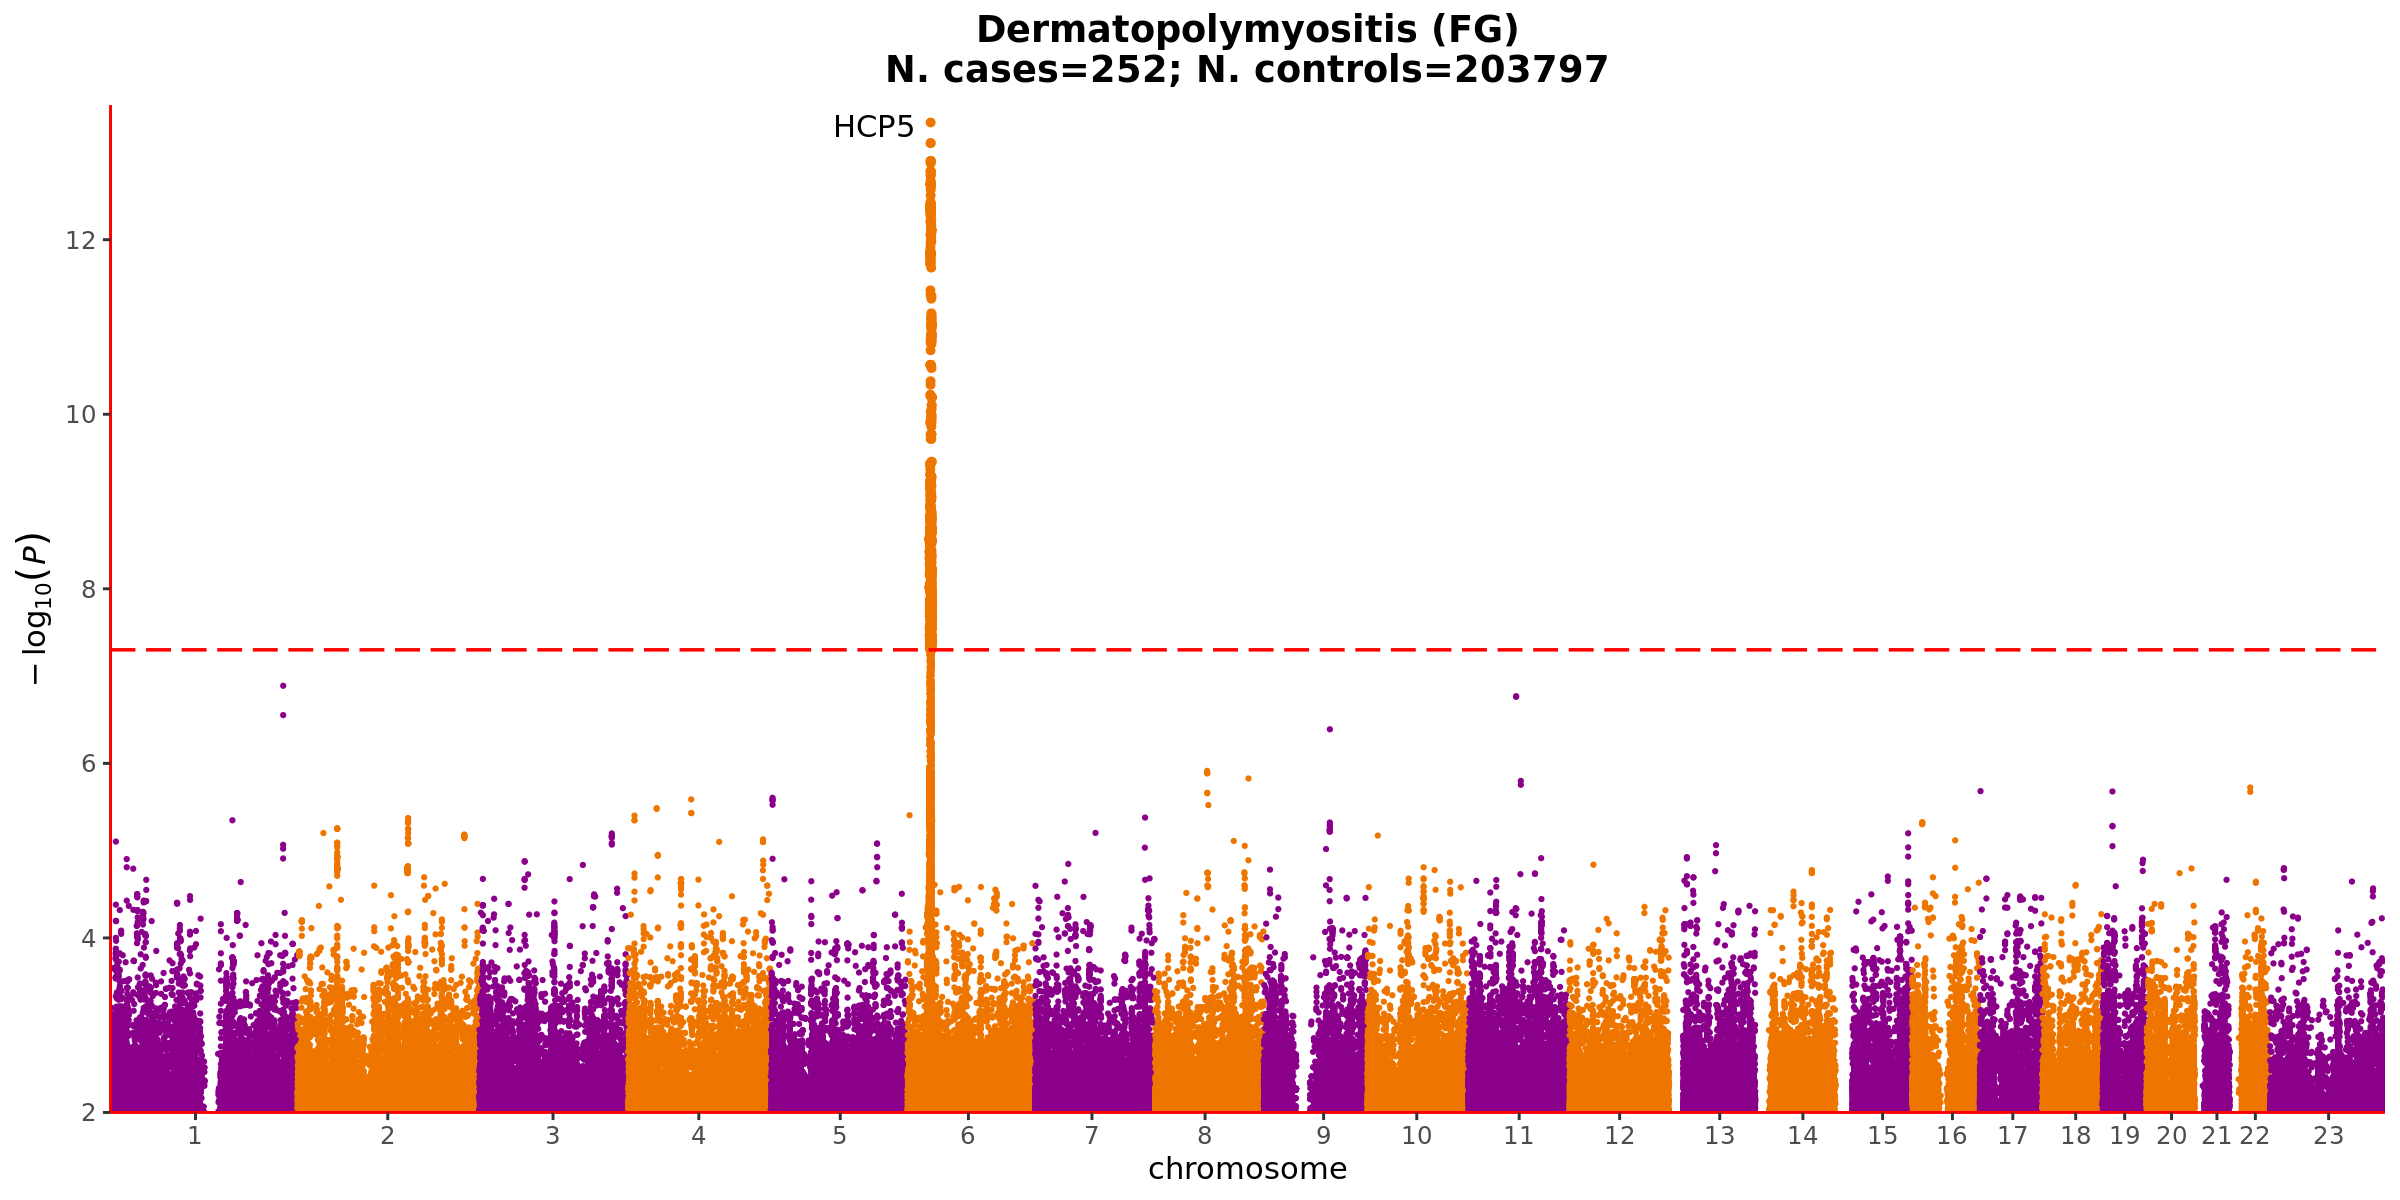 Dermatopolymyositis (FG)
N. cases=252; N. controls=203797
HCP5
12
10
8
6
4
2
−log10(P)
1 2 3 4 5 6 7 8 9 10 11 12 13 14 15 16 17 18 19 20 21 22 23
chromosome